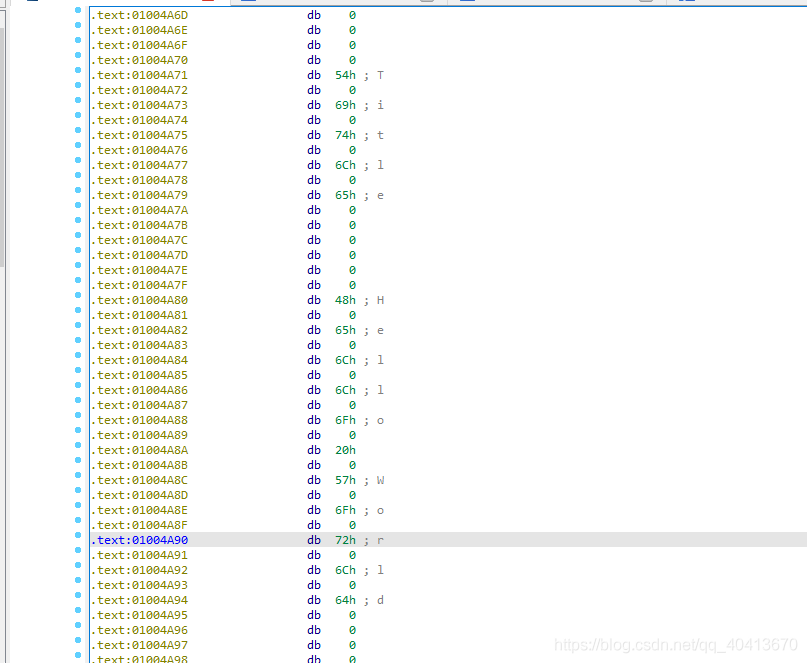 .text:01004A6D db 0
.text:01004A6E db 0
.text:01004A6F db 0
.text:01004A70 db 0
.text:01004A71 db 54h ; T
.text:01004A72 db 0
.text:01004A73 db 69h ; i
.text:01004A74 db 0
.text:01004A75 db 74h ; t
.text:01004A76 db 0
.text:01004A77 db 6Ch ; l
.text:01004A78 db 0
.text:01004A79 db 65h ; e
.text:01004A7A db 0
.text:01004A7B db 0
.text:01004A7C db 0
.text:01004A7D db 0
.text:01004A7E db 0
.text:01004A7F db 0
.text:01004A80 db 48h ; H
.text:01004A81 db 0
.text:01004A82 db 65h ; e
.text:01004A83 db 0
.text:01004A84 db 6Ch ; l
.text:01004A85 db 0
.text:01004A86 db 6Ch ; l
.text:01004A87 db 0
.text:01004A88 db 6Fh ; o
.text:01004A89 db 0
.text:01004A8A db 20h
.text:01004A8B db 0
.text:01004A8C db 57h ; W
.text:01004A8D db 0
.text:01004A8E db 6Fh ; o
.text:01004A8F db 0
.text:01004A90 db 72h ; r
.text:01004A91 db 0
.text:01004A92 db 6Ch ; l
.text:01004A93 db 0
.text:01004A94 db 64h ; d
.text:01004A95 db 0
.text:01004A96 db 0
.text:01004A97 db 0
.text:01004A98 db 0
https://blog.csdn.net/qq_40413670